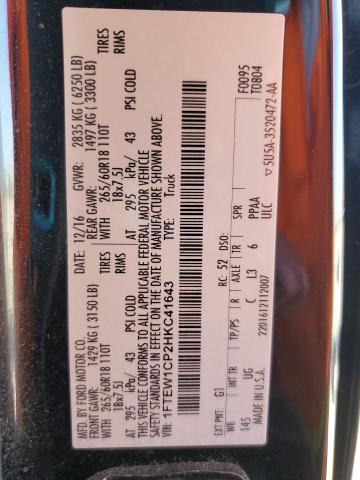 MFD. BY FORD MOTOR CO.
DATE: 12/16 GVWR: 2835 KG ( 6250 LB)
FRONT GAWR: 1429 KG ( 3150 LB) REAR GAWR: 1497 KG ( 3300 LB)
WITH 265/60R18 110T TIRES WITH 265/60R18 110T TIRES
18x7.5J RIMS 18x7.5J RIMS
AT 295 kPa/ 43 PSI COLD AT 295 kPa/ 43 PSI COLD
THIS VEHICLE CONFORMS TO ALL APPLICABLE FEDERAL MOTOR VEHICLE
SAFETY STANDARDS IN EFFECT ON THE DATE OF MANUFACTURE SHOWN ABOVE.
VIN: 1FTEW1CP2HKC41643
TYPE: Truck
F0095
T0804
EXT PNT: G1 RC: 52 DSO:
WB INT TR TP/PS R AXLE TR SPR
145 UG C L3 6 PPAA
ULC
MADE IN U.S.A. 2201612112007
5U5A-3520472-AA